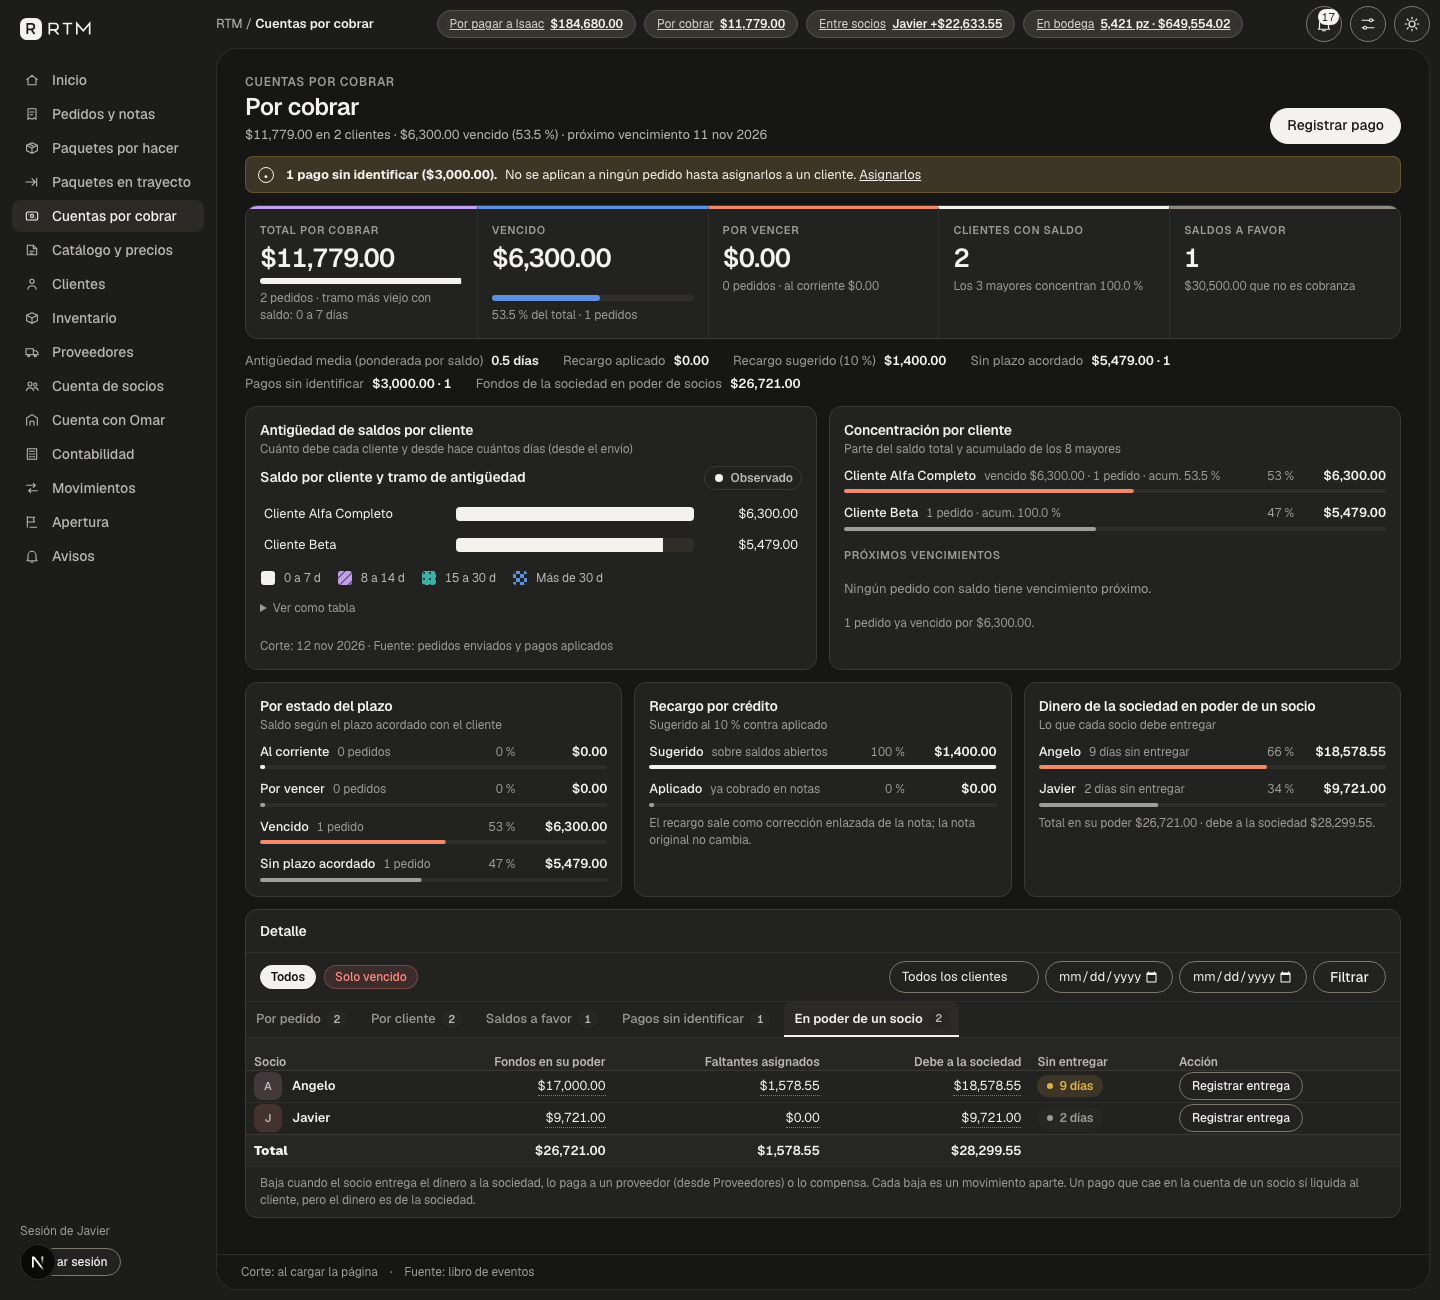 R RTM
RTM / Cuentas por cobrar
Por pagar a Isaac $184,680.00
Por cobrar $11,779.00
Entre socios Javier +$22,633.55
En bodega 5,421 pz · $649,554.02
17
Inicio
Pedidos y notas
Paquetes por hacer
Paquetes en trayecto
Cuentas por cobrar
Catálogo y precios
Clientes
Inventario
Proveedores
Cuenta de socios
Cuenta con Omar
Contabilidad
Movimientos
Apertura
Avisos
Sesión de Javier
N ar sesión
CUENTAS POR COBRAR
Por cobrar
$11,779.00 en 2 clientes · $6,300.00 vencido (53.5 %) · próximo vencimiento 11 nov 2026
Registrar pago
1 pago sin identificar ($3,000.00). No se aplican a ningún pedido hasta asignarlos a un cliente. Asignarlos
TOTAL POR COBRAR
$11,779.00
2 pedidos · tramo más viejo con
saldo: 0 a 7 días
VENCIDO
$6,300.00
53.5 % del total · 1 pedidos
POR VENCER
$0.00
0 pedidos · al corriente $0.00
CLIENTES CON SALDO
2
Los 3 mayores concentran 100.0 %
SALDOS A FAVOR
1
$30,500.00 que no es cobranza
Antigüedad media (ponderada por saldo) 0.5 días Recargo aplicado $0.00 Recargo sugerido (10 %) $1,400.00 Sin plazo acordado $5,479.00 · 1
Pagos sin identificar $3,000.00 · 1 Fondos de la sociedad en poder de socios $26,721.00
Antigüedad de saldos por cliente
Cuánto debe cada cliente y desde hace cuántos días (desde el envío)
Saldo por cliente y tramo de antigüedad
Observado
Cliente Alfa Completo $6,300.00
Cliente Beta $5,479.00
0 a 7 d 8 a 14 d 15 a 30 d Más de 30 d
Ver como tabla
Corte: 12 nov 2026 · Fuente: pedidos enviados y pagos aplicados
Concentración por cliente
Parte del saldo total y acumulado de los 8 mayores
Cliente Alfa Completo vencido $6,300.00 · 1 pedido · acum. 53.5 % 53 % $6,300.00
Cliente Beta 1 pedido · acum. 100.0 % 47 % $5,479.00
PRÓXIMOS VENCIMIENTOS
Ningún pedido con saldo tiene vencimiento próximo.
1 pedido ya vencido por $6,300.00.
Por estado del plazo
Saldo según el plazo acordado con el cliente
Al corriente 0 pedidos 0 % $0.00
Por vencer 0 pedidos 0 % $0.00
Vencido 1 pedido 53 % $6,300.00
Sin plazo acordado 1 pedido 47 % $5,479.00
Recargo por crédito
Sugerido al 10 % contra aplicado
Sugerido sobre saldos abiertos 100 % $1,400.00
Aplicado ya cobrado en notas 0 % $0.00
El recargo sale como corrección enlazada de la nota; la nota
original no cambia.
Dinero de la sociedad en poder de un socio
Lo que cada socio debe entregar
Angelo 9 días sin entregar 66 % $18,578.55
Javier 2 días sin entregar 34 % $9,721.00
Total en su poder $26,721.00 · debe a la sociedad $28,299.55.
Detalle
Todos Solo vencido Todos los clientes mm/dd/yyyy mm/dd/yyyy Filtrar
Por pedido 2 Por cliente 2 Saldos a favor 1 Pagos sin identificar 1 En poder de un socio 2
Socio Fondos en su poder Faltantes asignados Debe a la sociedad Sin entregar Acción
A Angelo $17,000.00 $1,578.55 $18,578.55 9 días Registrar entrega
J Javier $9,721.00 $0.00 $9,721.00 2 días Registrar entrega
Total $26,721.00 $1,578.55 $28,299.55
Baja cuando el socio entrega el dinero a la sociedad, lo paga a un proveedor (desde Proveedores) o lo compensa. Cada baja es un movimiento aparte. Un pago que cae en la cuenta de un socio sí liquida al
cliente, pero el dinero es de la sociedad.
Corte: al cargar la página · Fuente: libro de eventos